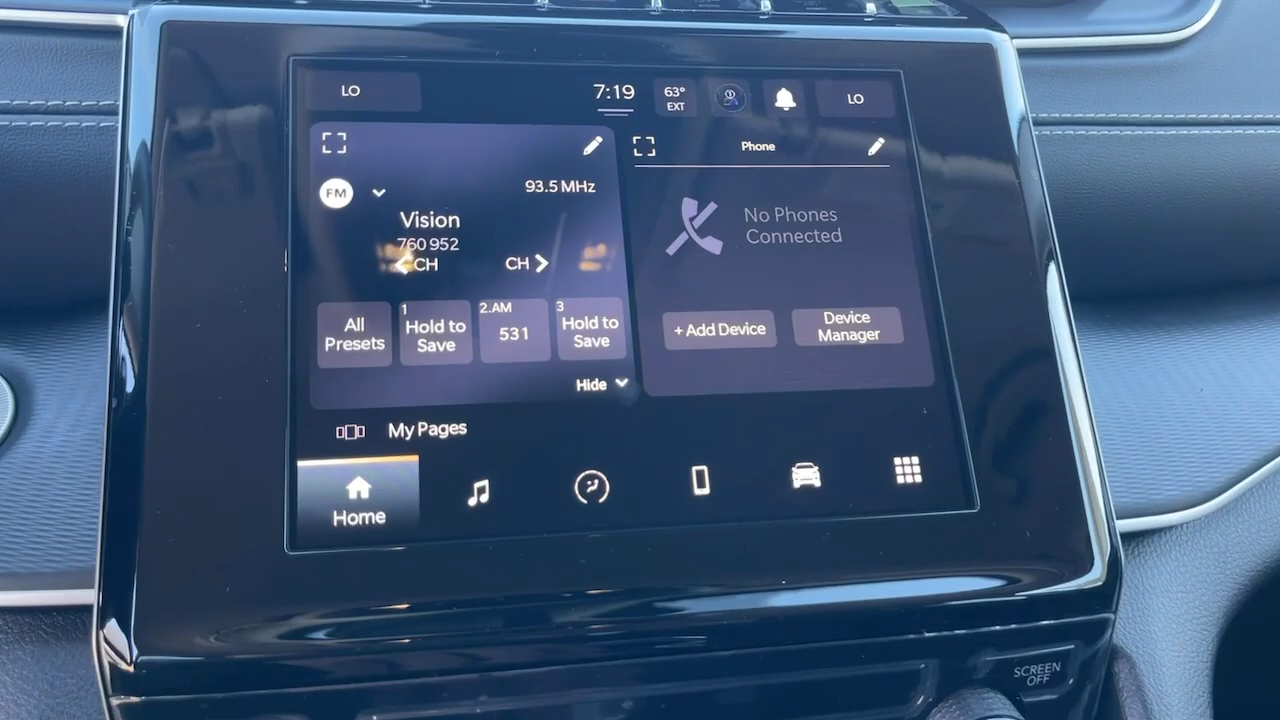 LO
7:19
63°
EXT
LO
FM
93.5 MHz
Vision
760 952
CH
CH
All
Presets
1
Hold to
Save
2.AM
531
3
Hold to
Save
Hide
Phone
No Phones
Connected
+ Add Device
Device
Manager
My Pages
Home
SCREEN
OFF